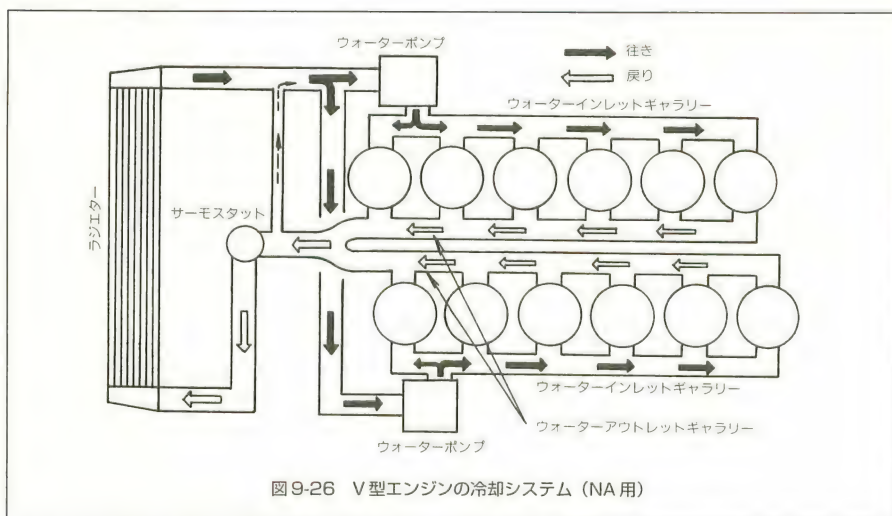 ウォーターポンプ
往き
戻り
ウォーターインレットギャラリー
サーモスタット
ラジエター
ウォーターインレットギャラリー
ウォーターアウトレットギャラリー
ウォーターポンプ
図9-26 V型エンジンの冷却システム（NA用）